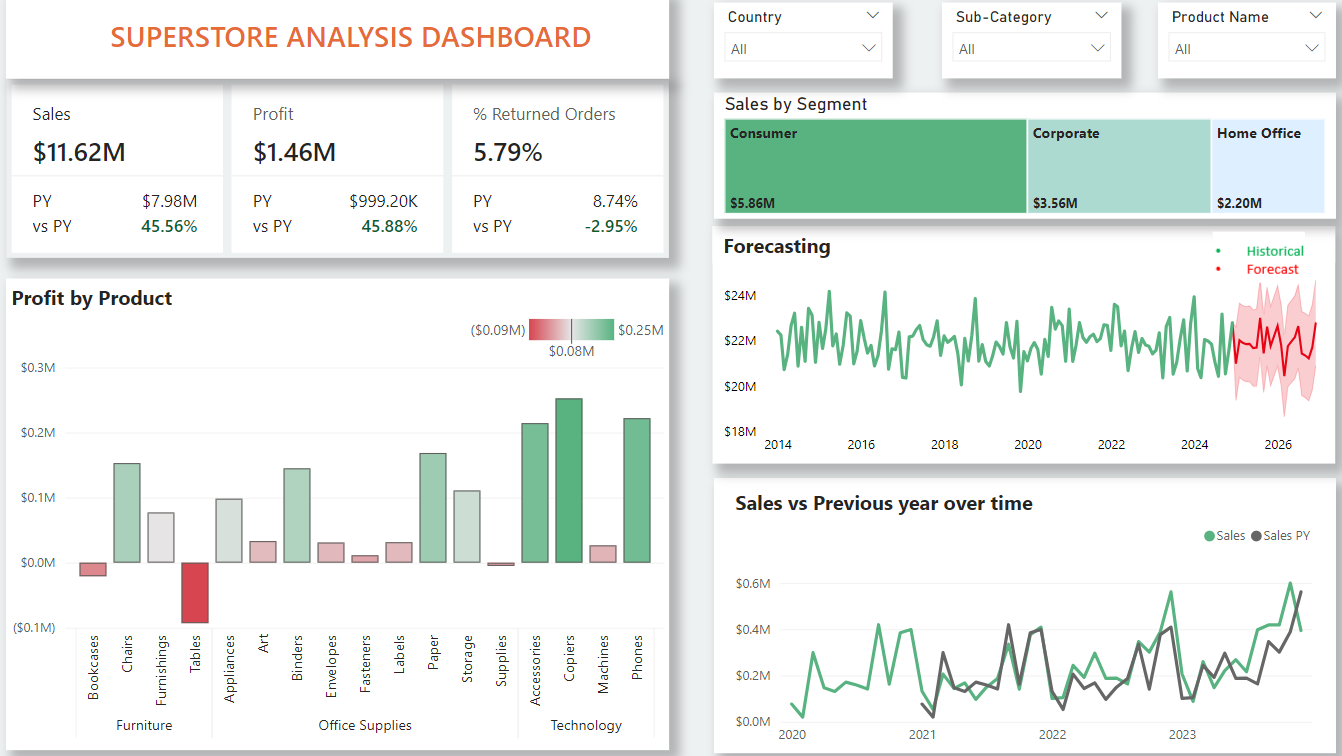 SUPERSTORE ANALYSIS DASHBOARD
Country
All
Sub-Category
All
Product Name
All
Sales
$11.62M
PY $7.98M
vs PY 45.56%
Profit
$1.46M
PY $999.20K
vs PY 45.88%
% Returned Orders
5.79%
PY 8.74%
vs PY -2.95%
Sales by Segment
Consumer
$5.86M
Corporate
$3.56M
Home Office
$2.20M
Profit by Product
($0.09M) $0.25M
$0.08M
$0.3M
$0.2M
$0.1M
$0.0M
($0.1M)
Bookcases
Chairs
Furnishings
Tables
Appliances
Art
Binders
Envelopes
Fasteners
Labels
Paper
Storage
Supplies
Accessories
Copiers
Machines
Phones
Furniture Office Supplies Technology
Forecasting
Historical
Forecast
$24M
$22M
$20M
$18M
2014 2016 2018 2020 2022 2024 2026
Sales vs Previous year over time
Sales Sales PY
$0.6M
$0.4M
$0.2M
$0.0M
2020 2021 2022 2023